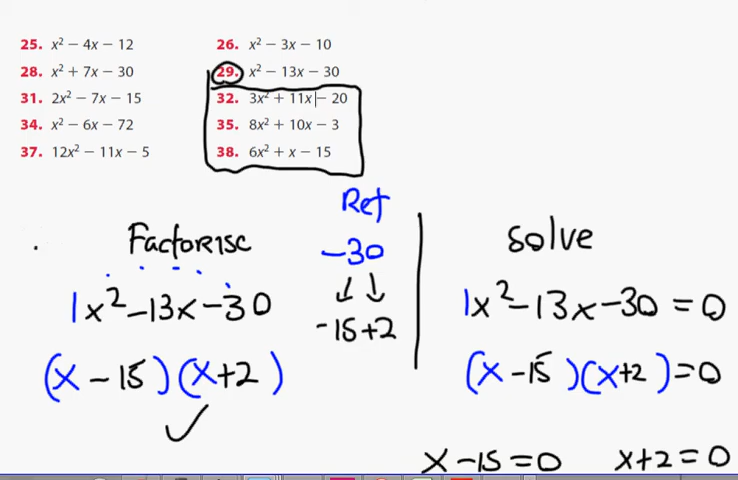 25. x² − 4x − 12
26. x² − 3x − 10
28. x² + 7x − 30
29. x² − 13x − 30
31. 2x² − 7x − 15
32. 3x² + 11x − 20
34. x² − 6x − 72
35. 8x² + 10x − 3
37. 12x² − 11x − 5
38. 6x² + x − 15
Factorise
1x² − 13x − 30
(x − 15)(x + 2)
Ref
−30
−15 +2
solve
1x² − 13x − 30 = 0
(x − 15)(x + 2) = 0
x − 15 = 0 x + 2 = 0